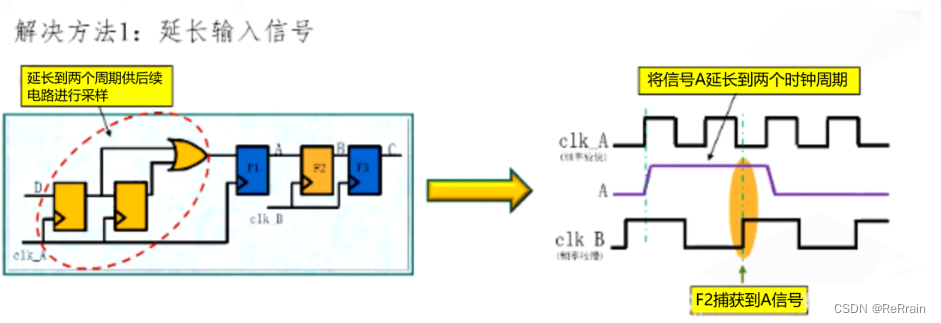 解决方法1：延长输入信号
延长到两个周期供后续
电路进行采样
D
A
B
C
F1
R2
F3
clk_B
clk_A
将信号A延长到两个时钟周期
clk_A
(频率较快)
A
clk B
(频率较慢)
F2捕获到A信号
CSDN @ReRrain